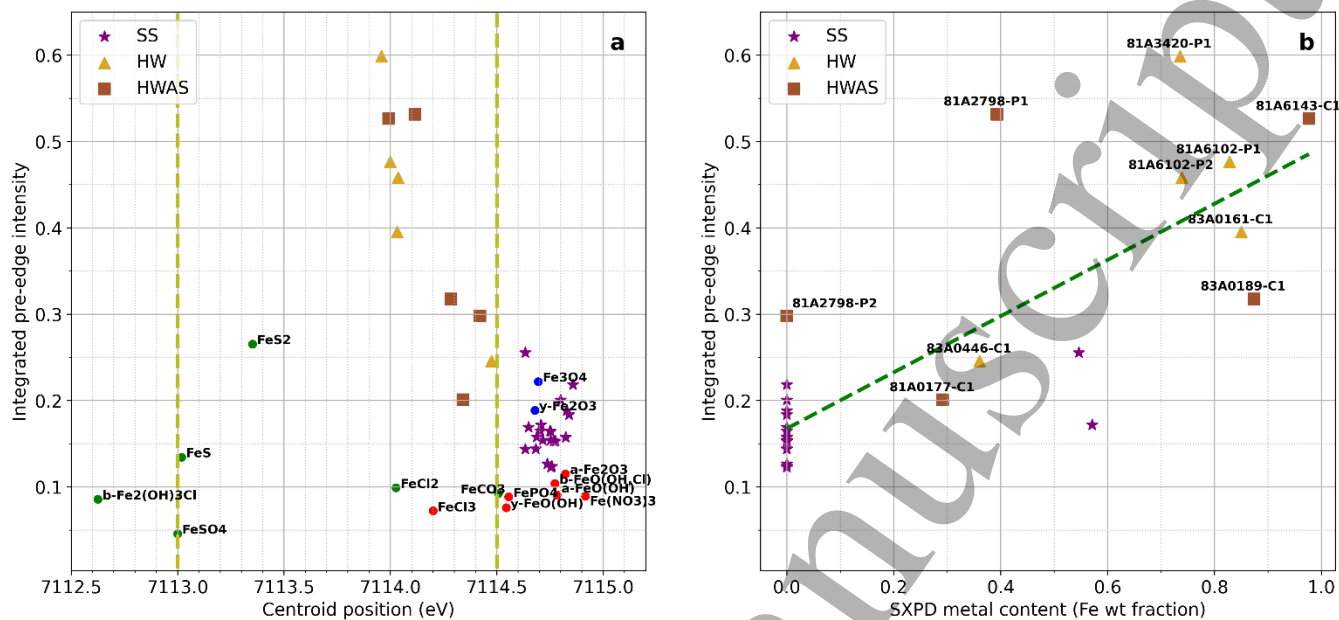 SS
HW
HWAS
a
0.6
0.5
0.4
0.3
0.2
0.1
Integrated pre-edge intensity
FeS2
FeS
b-Fe2(OH)3Cl
FeSO4
FeCl2
FeCl3
FeCO3
Fe3O4
y-Fe2O3
a-Fe2O3
b-FeO(OH,Cl)
FePO4
a-FeO(OH)
y-FeO(OH)
Fe(NO3)3
7112.5 7113.0 7113.5 7114.0 7114.5 7115.0
Centroid position (eV)
SS
HW
HWAS
b
0.6
0.5
0.4
0.3
0.2
0.1
Integrated pre-edge intensity
81A3420-P1
81A2798-P1
81A6143-C1
81A6102-P1
81A6102-P2
83A0161-C1
83A0189-C1
81A2798-P2
83A0446-C1
81A0177-C1
0.0 0.2 0.4 0.6 0.8 1.0
SXPD metal content (Fe wt fraction)
nuscrip